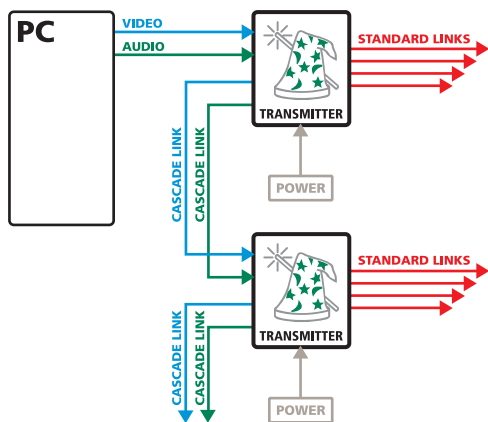 PC
VIDEO
AUDIO
STANDARD LINKS
TRANSMITTER
CASCADE LINK
CASCADE LINK
POWER
STANDARD LINKS
TRANSMITTER
CASCADE LINK
CASCADE LINK
POWER